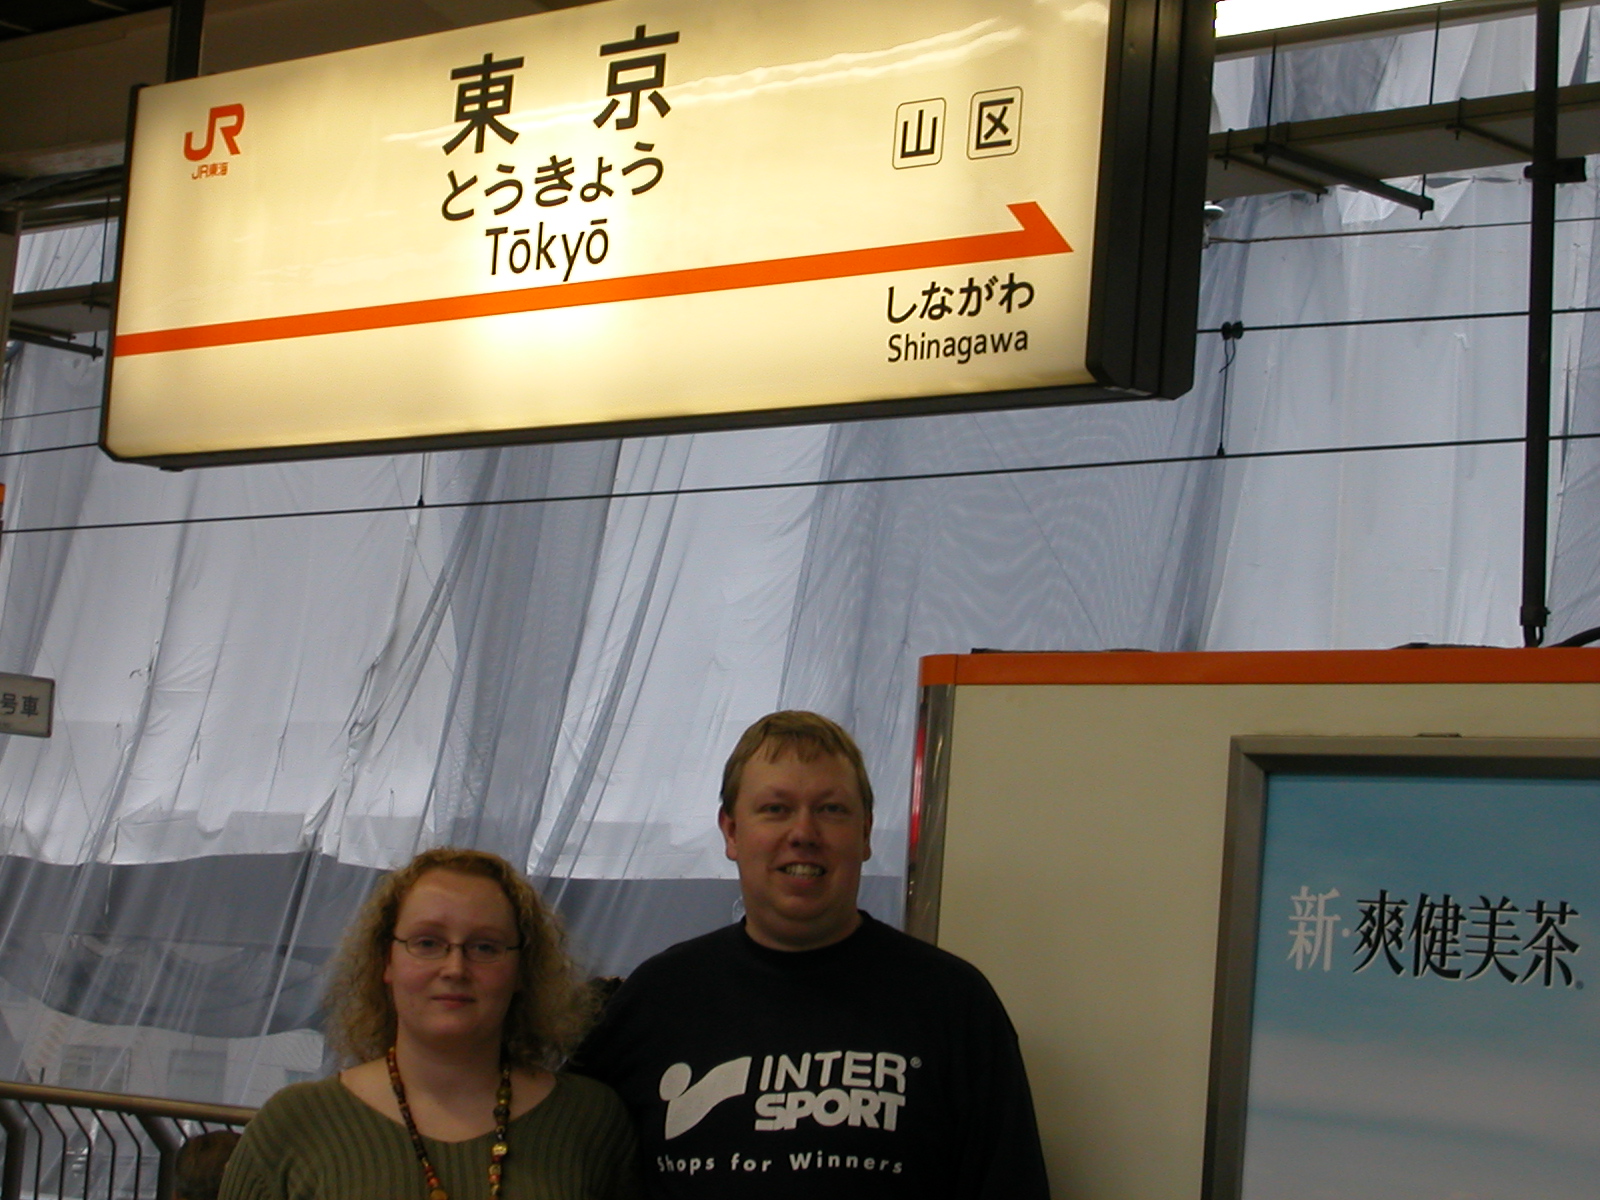 JR
JR東海
東京
とうきょう
Tōkyō
山 区
しながわ
Shinagawa
号車
新・爽健美茶
INTER®
SPORT
Shops for Winners